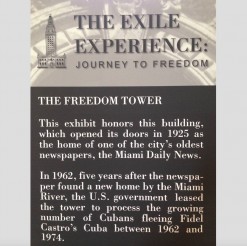 THE EXILE
EXPERIENCE:
JOURNEY TO FREEDOM
THE FREEDOM TOWER
This exhibit honors this building,
which opened its doors in 1925 as
the home of one of the city's oldest
newspapers, the Miami Daily News.
In 1962, five years after the newspa-
per found a new home by the Miami
River, the U.S. government leased
the tower to process the growing
number of Cubans fleeing Fidel
Castro's Cuba between 1962 and
1974.